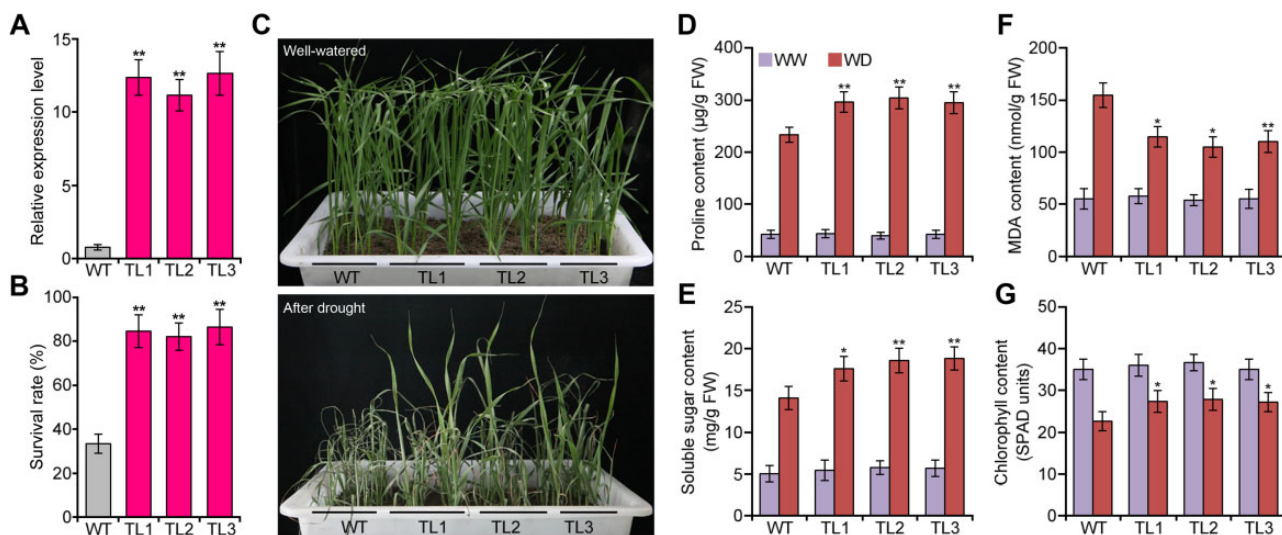 A
Relative expression level
15
10
5
0
**
**
**
WT TL1 TL2 TL3
B
Survival rate (%)
100
80
60
40
20
0
**
**
**
WT TL1 TL2 TL3
C
Well-watered
WT TL1 TL2 TL3
After drought
WT TL1 TL2 TL3
D
Proline content (µg/g FW)
400
300
200
100
0
WW WD
**
**
**
WT TL1 TL2 TL3
E
Soluble sugar content
(mg/g FW)
25
20
15
10
5
0
*
**
**
WT TL1 TL2 TL3
F
MDA content (nmol/g FW)
200
150
100
50
0
*
*
**
WT TL1 TL2 TL3
G
Chlorophyll content
(SPAD units)
50
40
30
20
10
0
*
*
*
WT TL1 TL2 TL3